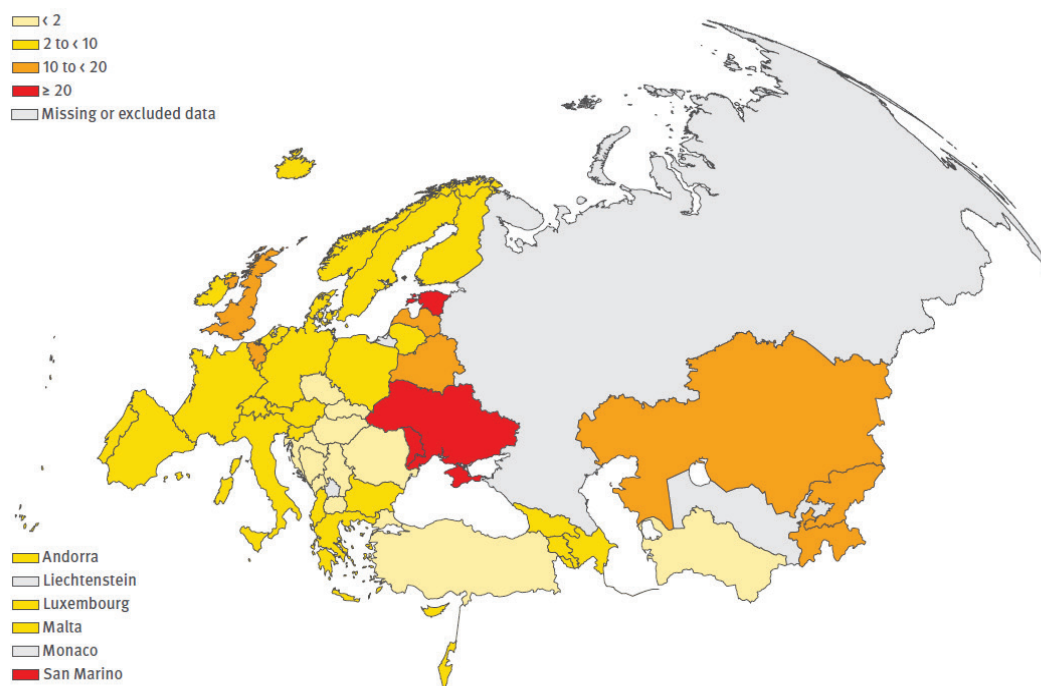 < 2
2 to < 10
10 to < 20
≥ 20
Missing or excluded data
Andorra
Liechtenstein
Luxembourg
Malta
Monaco
San Marino